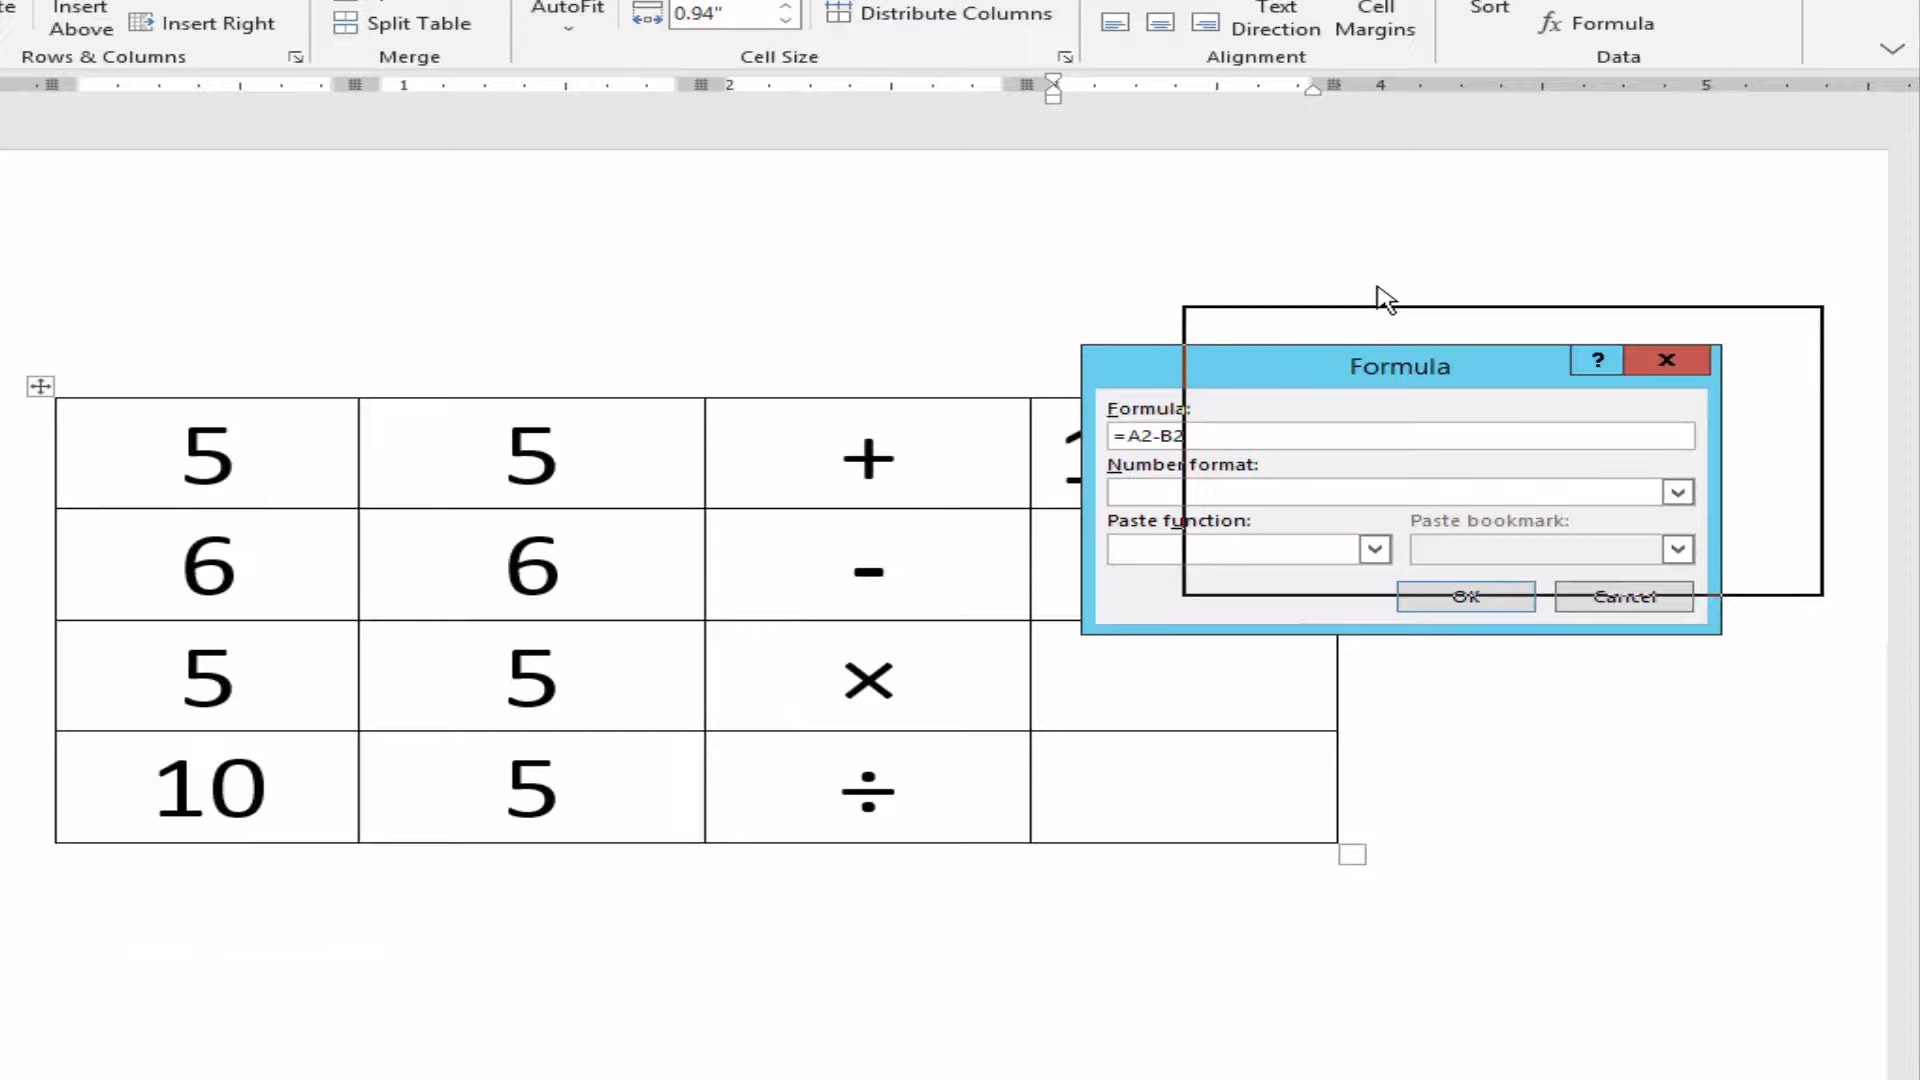 Insert
Above
Insert Right
Rows & Columns
Split Table
Merge
AutoFit
0.94"
Distribute Columns
Cell Size
Text
Direction
Cell
Margins
Alignment
Sort
fx Formula
Data
1 2 4 5
5 5 +
6 6 -
5 5 ×
10 5 ÷
Formula
? x
Formula:
=A2-B2
Number format:
Paste function: Paste bookmark:
OK Cancel